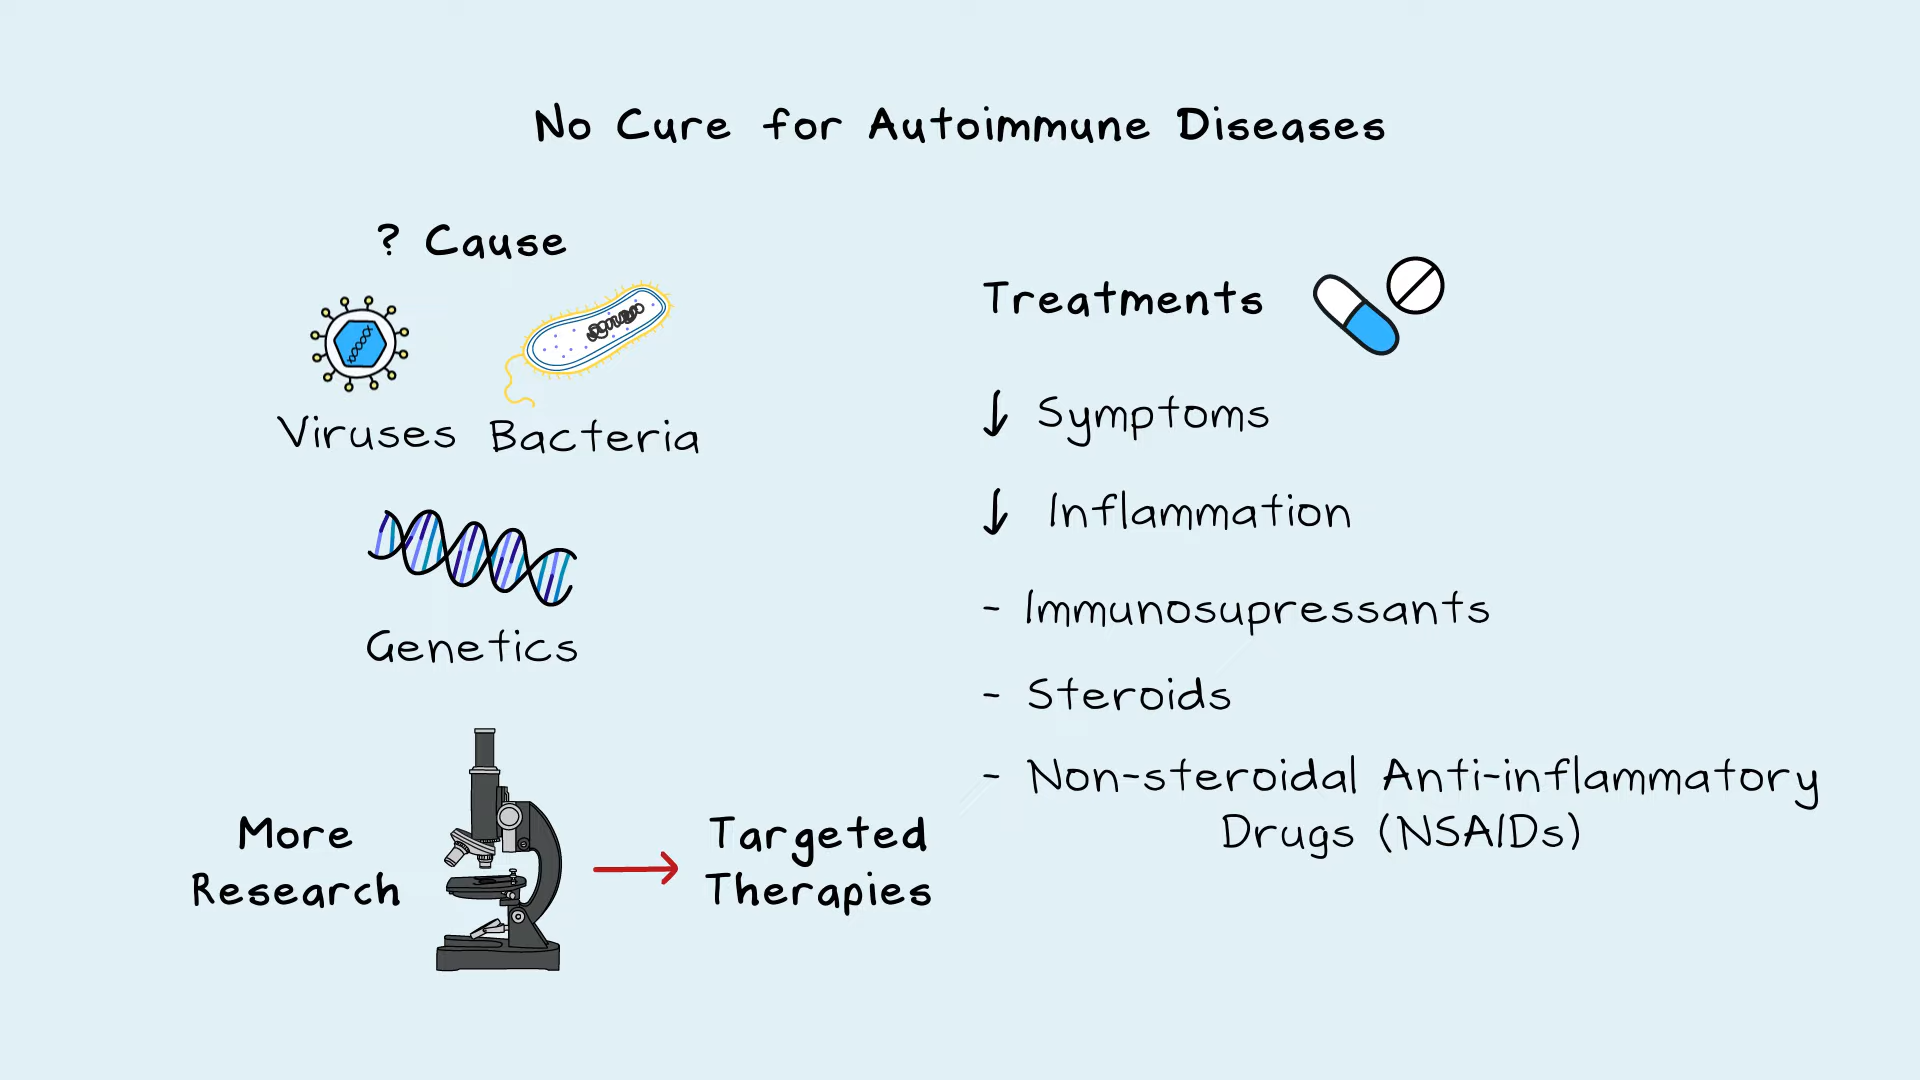 No Cure for Autoimmune Diseases
? Cause
Viruses
Bacteria
Genetics
More
Research
Targeted
Therapies
Treatments
↓ Symptoms
↓ Inflammation
- Immunosupressants
- Steroids
- Non-steroidal Anti-inflammatory
Drugs (NSAIDs)